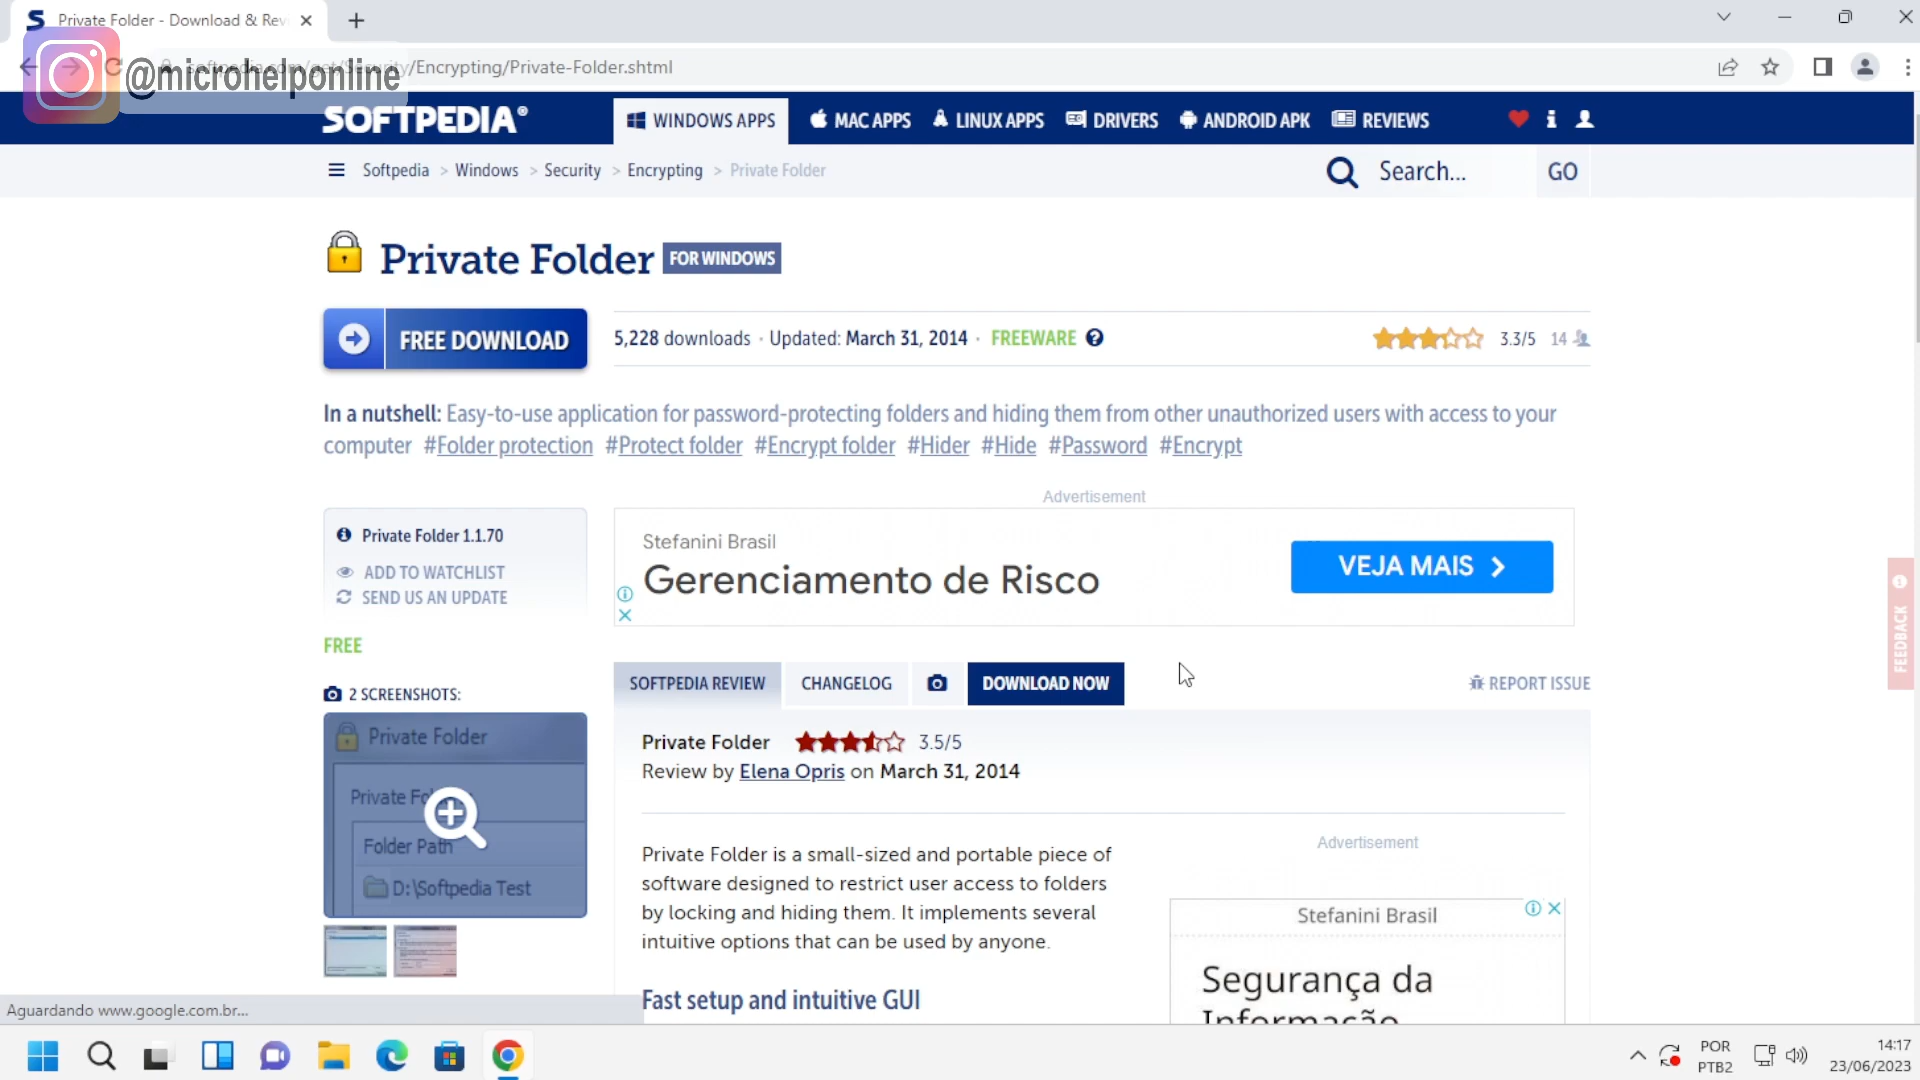 Private Folder - Download & Rev
@microhelponline
softpedia.com/get/Security/Encrypting/Private-Folder.shtml
SOFTPEDIA®
WINDOWS APPS
MAC APPS
LINUX APPS
DRIVERS
ANDROID APK
REVIEWS
Softpedia > Windows > Security > Encrypting > Private Folder
Search...
GO
Private Folder FOR WINDOWS
FREE DOWNLOAD
5,228 downloads · Updated: March 31, 2014 · FREEWARE ?
3.3/5 14
In a nutshell: Easy-to-use application for password-protecting folders and hiding them from other unauthorized users with access to your
computer #Folder protection #Protect folder #Encrypt folder #Hider #Hide #Password #Encrypt
Advertisement
Private Folder 1.1.70
ADD TO WATCHLIST
SEND US AN UPDATE
Stefanini Brasil
Gerenciamento de Risco
VEJA MAIS
FEEDBACK
FREE
2 SCREENSHOTS:
Private Folder
Folder Path
D:\Softpedia Test
SOFTPEDIA REVIEW
CHANGELOG
DOWNLOAD NOW
REPORT ISSUE
Private Folder 3.5/5
Review by Elena Opris on March 31, 2014
Private Folder is a small-sized and portable piece of
software designed to restrict user access to folders
by locking and hiding them. It implements several
intuitive options that can be used by anyone.
Fast setup and intuitive GUI
Advertisement
Stefanini Brasil
Segurança da
Informação
Aguardando www.google.com.br...
POR
PTB2
14:17
23/06/2023